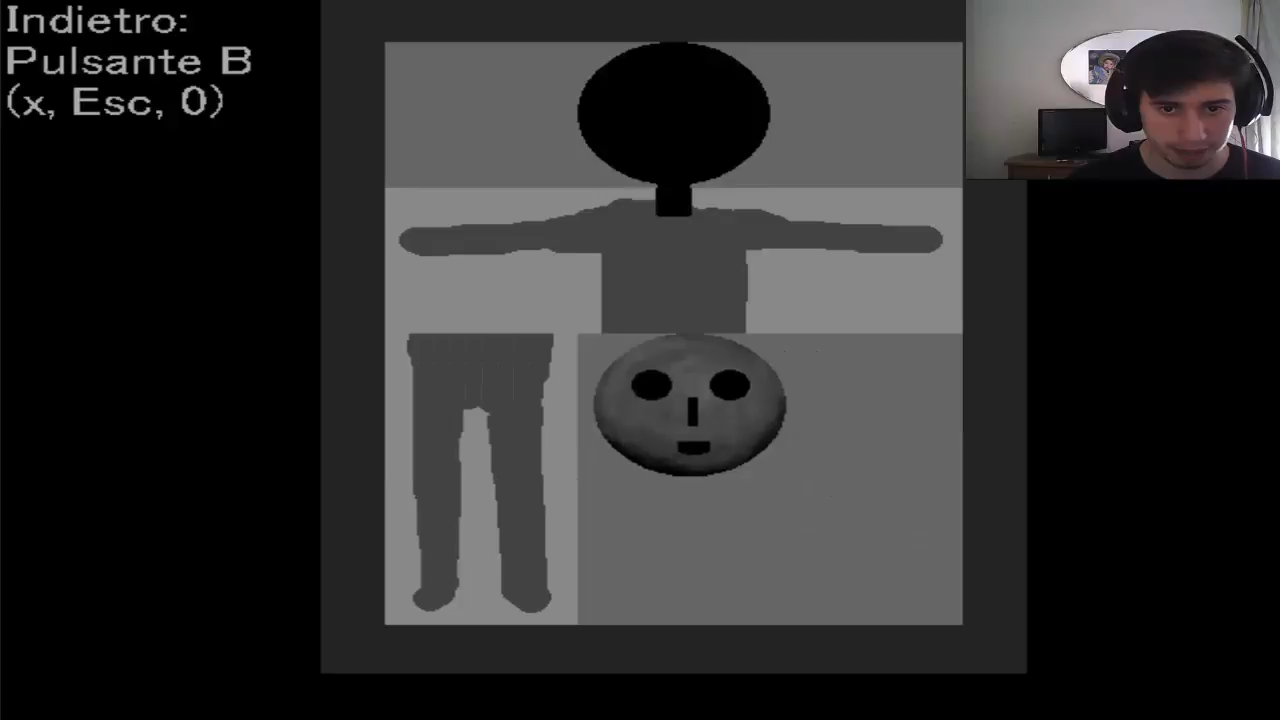 Indietro:
Pulsante B
(x, Esc, 0)